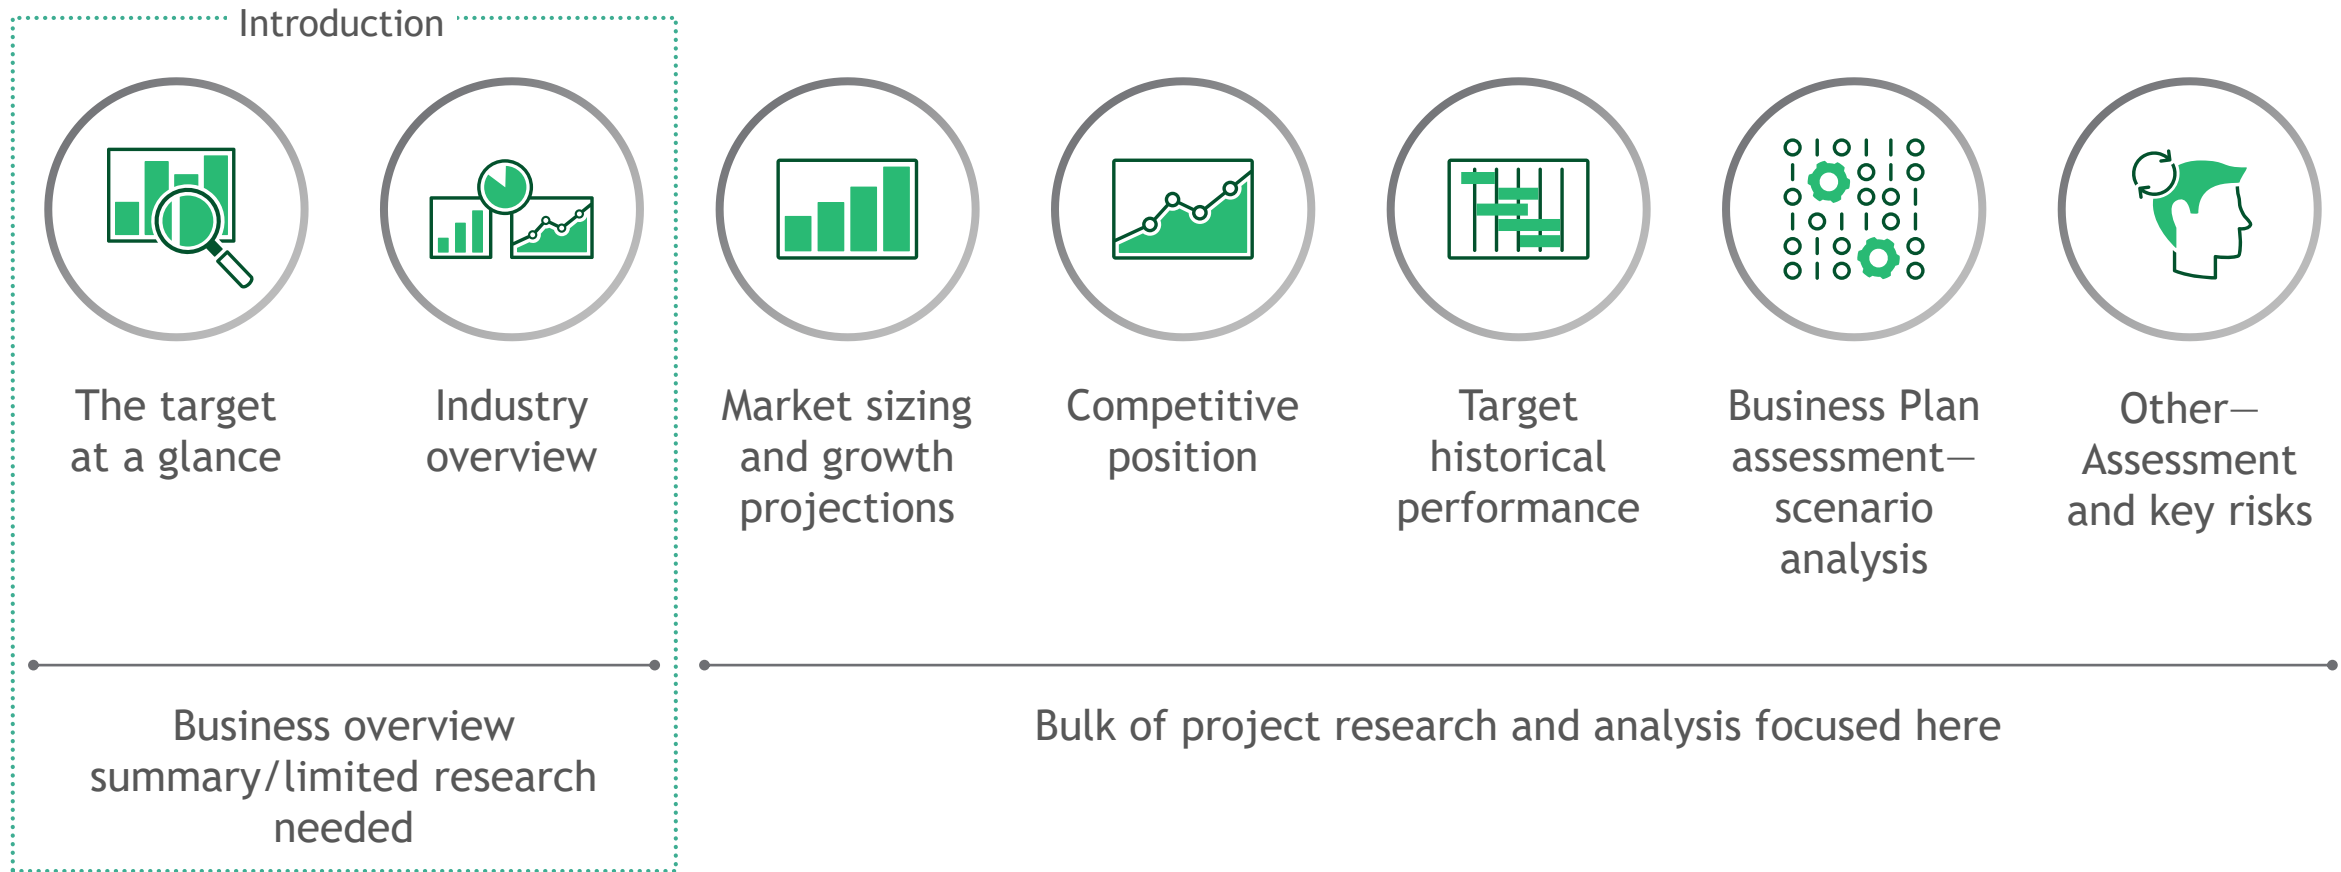 Introduction
The target
at a glance
Industry
overview
Market sizing
and growth
projections
Competitive
position
Target
historical
performance
Business Plan
assessment—
scenario
analysis
Other—
Assessment
and key risks
Business overview
summary/limited research
needed
Bulk of project research and analysis focused here